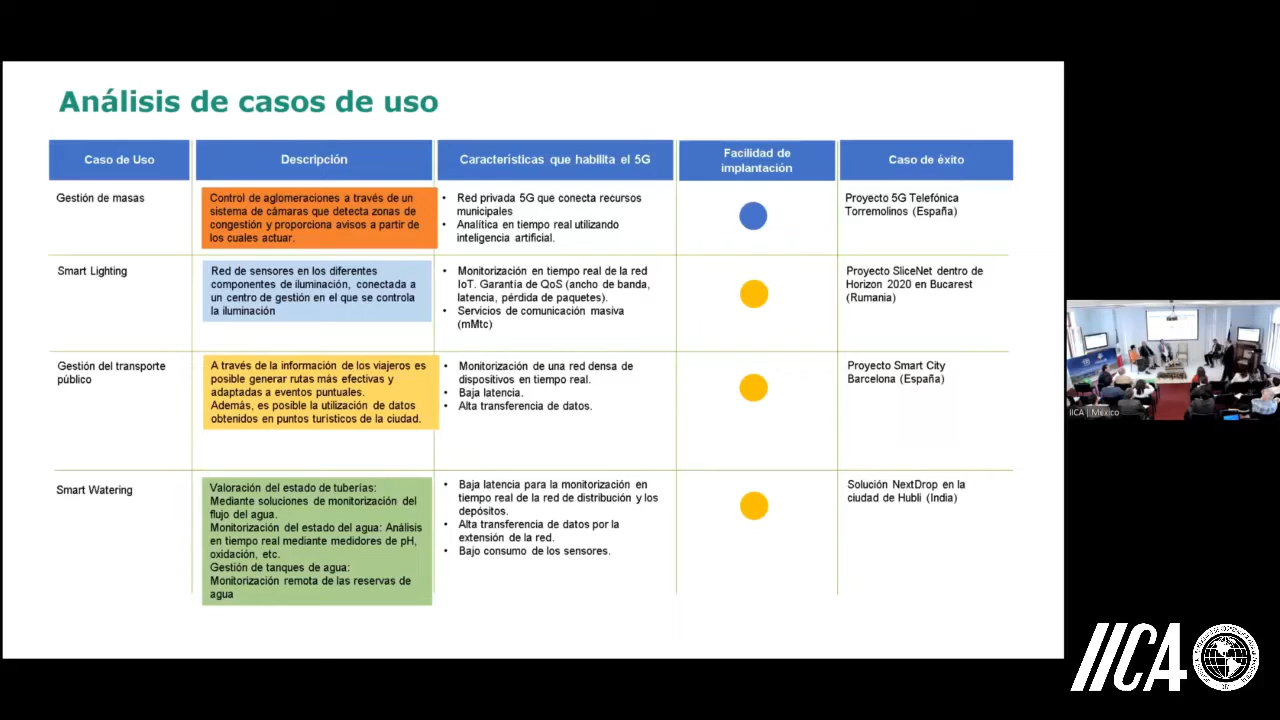 Análisis de casos de uso
Caso de Uso
Descripción
Características que habilita el 5G
Facilidad de
implantación
Caso de éxito
Gestión de masas
Control de aglomeraciones a través de un
sistema de cámaras que detecta zonas de
congestión y proporciona avisos a partir de
los cuales actuar.
• Red privada 5G que conecta recursos
municipales
• Analítica en tiempo real utilizando
inteligencia artificial.
Proyecto 5G Telefónica
Torremolinos (España)
Smart Lighting
Red de sensores en los diferentes
componentes de iluminación, conectada a
un centro de gestión en el que se controla
la iluminación
• Monitorización en tiempo real de la red
IoT. Garantía de QoS (ancho de banda,
latencia, pérdida de paquetes).
• Servicios de comunicación masiva
(mMtc)
Proyecto SliceNet dentro de
Horizon 2020 en Bucarest
(Rumania)
Gestión del transporte
público
A través de la información de los viajeros es
posible generar rutas más efectivas y
adaptadas a eventos puntuales.
Además, es posible la utilización de datos
obtenidos en puntos turísticos de la ciudad.
• Monitorización de una red densa de
dispositivos en tiempo real.
• Baja latencia.
• Alta transferencia de datos.
Proyecto Smart City
Barcelona (España)
Smart Watering
Valoración del estado de tuberías:
Mediante soluciones de monitorización del
flujo del agua.
Monitorización del estado del agua: Análisis
en tiempo real mediante medidores de pH,
oxidación, etc.
Gestión de tanques de agua:
Monitorización remota de las reservas de
agua
• Baja latencia para la monitorización en
tiempo real de la red de distribución y los
depósitos.
• Alta transferencia de datos por la
extensión de la red.
• Bajo consumo de los sensores.
Solución NextDrop en la
ciudad de Hubli (India)
IICA | México
IICA